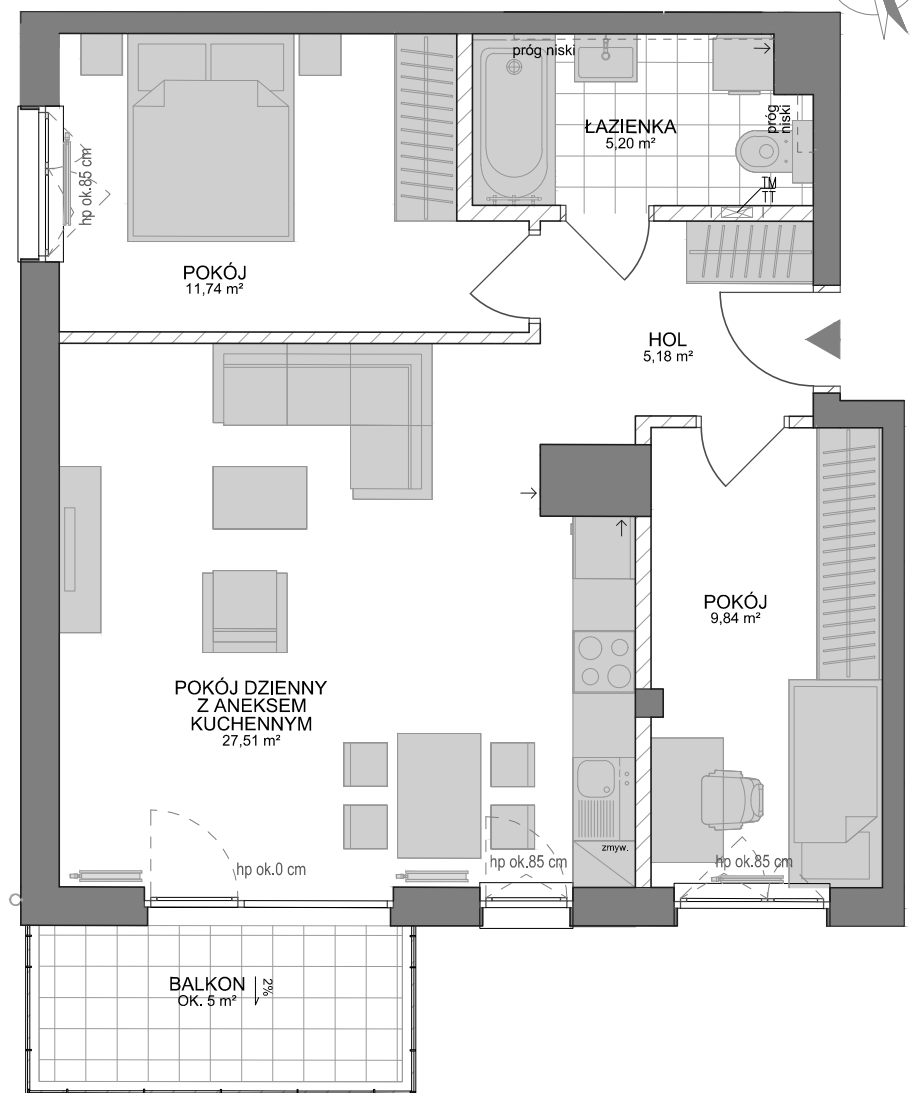 próg niski
ŁAZIENKA
5,20 m²
próg
niski
TM
TT
hp ok.85 cm
POKÓJ
11,74 m²
HOL
5,18 m²
POKÓJ
9,84 m²
POKÓJ DZIENNY
Z ANEKSEM
KUCHENNYM
27,51 m²
zmyw.
hp ok.0 cm
hp ok.85 cm
hp ok.85 cm
BALKON
OK. 5 m²
2%